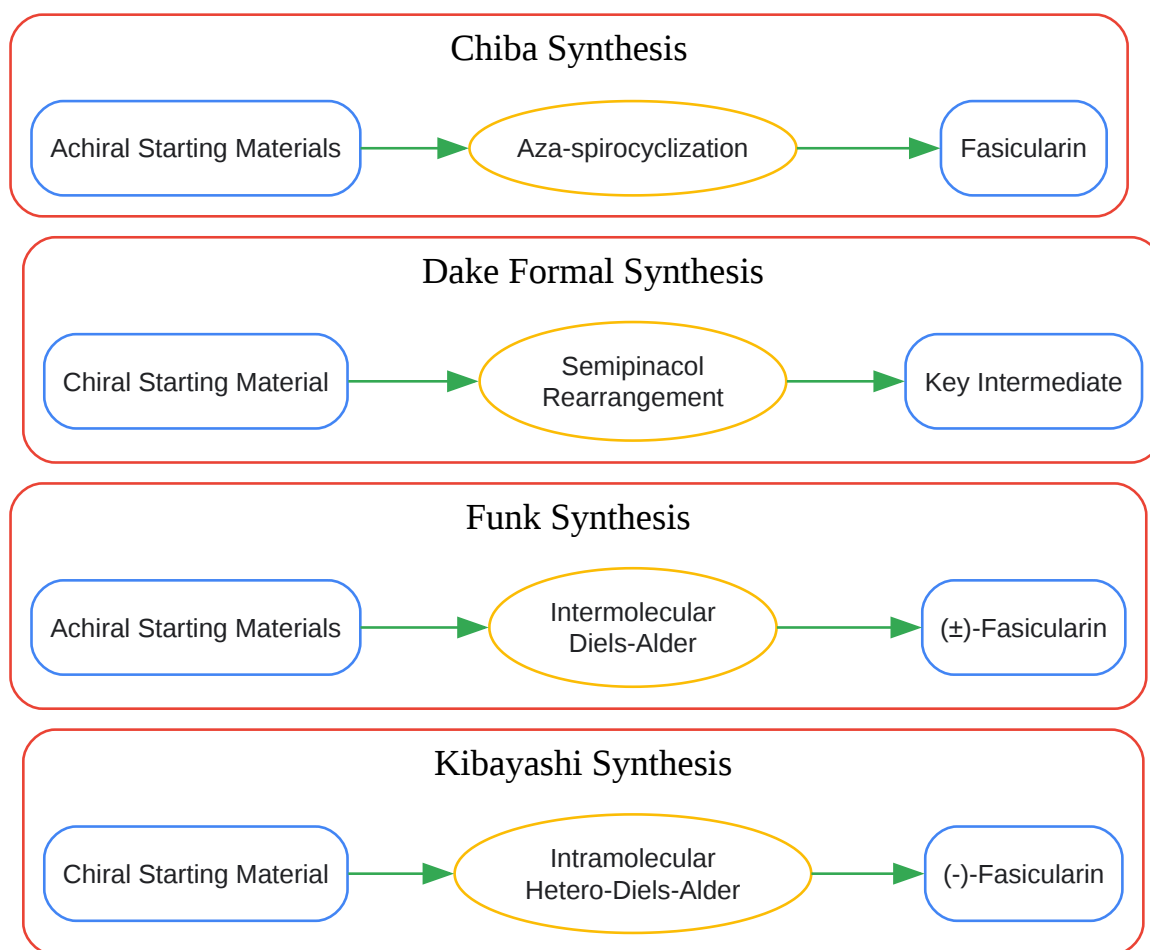 Chiba Synthesis
Achiral Starting Materials
Aza-spirocyclization
Fasicularin
Dake Formal Synthesis
Chiral Starting Material
Semipinacol
Rearrangement
Key Intermediate
Funk Synthesis
Achiral Starting Materials
Intermolecular
Diels-Alder
(±)-Fasicularin
Kibayashi Synthesis
Chiral Starting Material
Intramolecular
Hetero-Diels-Alder
(-)-Fasicularin